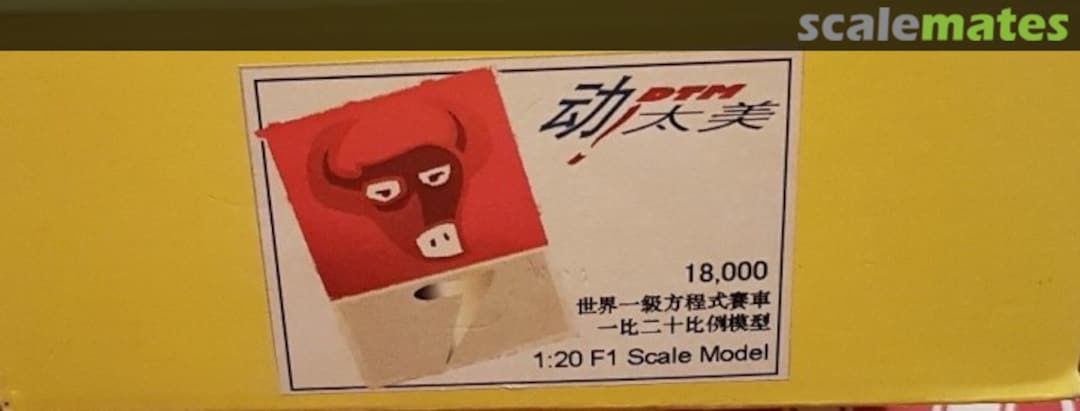 scalemates
动!DTM
太美
18,000
世界一級方程式賽車
一比二十比例模型
1:20 F1 Scale Model